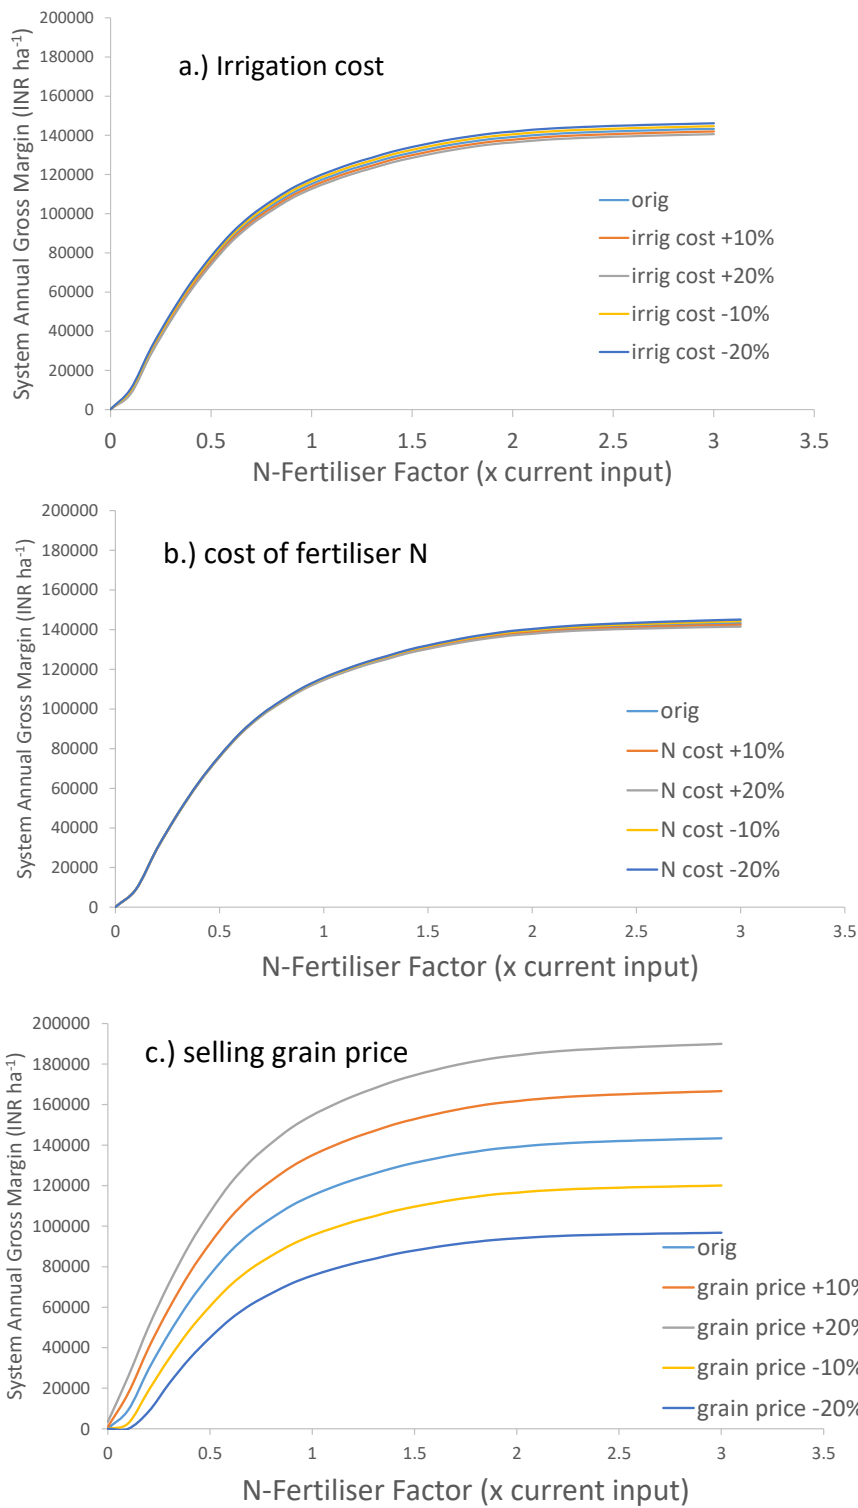 a.) Irrigation cost
System Annual Gross Margin (INR ha-1)
200000
180000
160000
140000
120000
100000
80000
60000
40000
20000
0
orig
irrig cost +10%
irrig cost +20%
irrig cost -10%
irrig cost -20%
0 0.5 1 1.5 2 2.5 3 3.5
N-Fertiliser Factor (x current input)
b.) cost of fertiliser N
System Annual Gross Margin (INR ha-1)
200000
180000
160000
140000
120000
100000
80000
60000
40000
20000
0
orig
N cost +10%
N cost +20%
N cost -10%
N cost -20%
0 0.5 1 1.5 2 2.5 3 3.5
N-Fertiliser Factor (x current input)
c.) selling grain price
System Annual Gross Margin (INR ha-1)
200000
180000
160000
140000
120000
100000
80000
60000
40000
20000
0
orig
grain price +10%
grain price +20%
grain price -10%
grain price -20%
0 0.5 1 1.5 2 2.5 3 3.5
N-Fertiliser Factor (x current input)